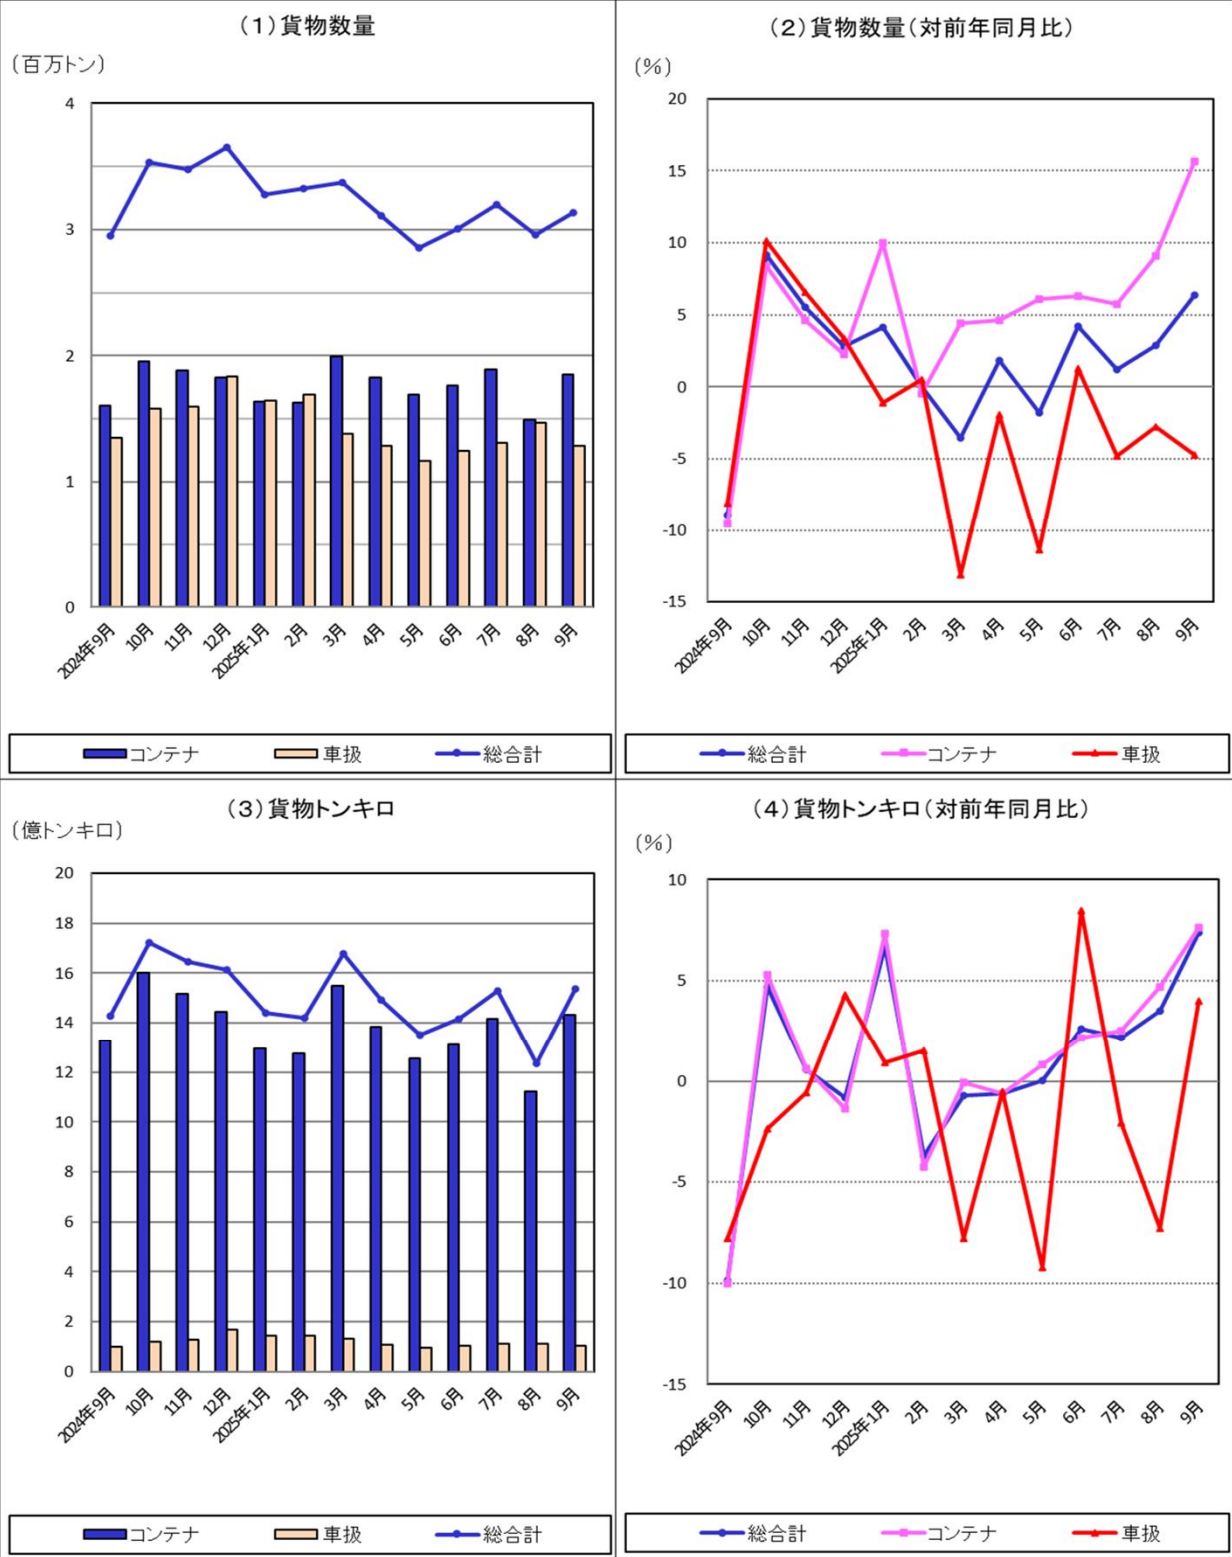 （１）貨物数量
〔百万トン〕
4
3
2
1
0
2024年9月
10月
11月
12月
2025年1月
2月
3月
4月
5月
6月
7月
8月
9月
コンテナ 車扱 総合計
（２）貨物数量（対前年同月比）
〔％〕
20
15
10
5
0
-5
-10
-15
2024年9月
10月
11月
12月
2025年1月
2月
3月
4月
5月
6月
7月
8月
9月
総合計 コンテナ 車扱
（３）貨物トンキロ
〔億トンキロ〕
20
18
16
14
12
10
8
6
4
2
0
2024年9月
10月
11月
12月
2025年1月
2月
3月
4月
5月
6月
7月
8月
9月
コンテナ 車扱 総合計
（４）貨物トンキロ（対前年同月比）
〔％〕
10
5
0
-5
-10
-15
2024年9月
10月
11月
12月
2025年1月
2月
3月
4月
5月
6月
7月
8月
9月
総合計 コンテナ 車扱